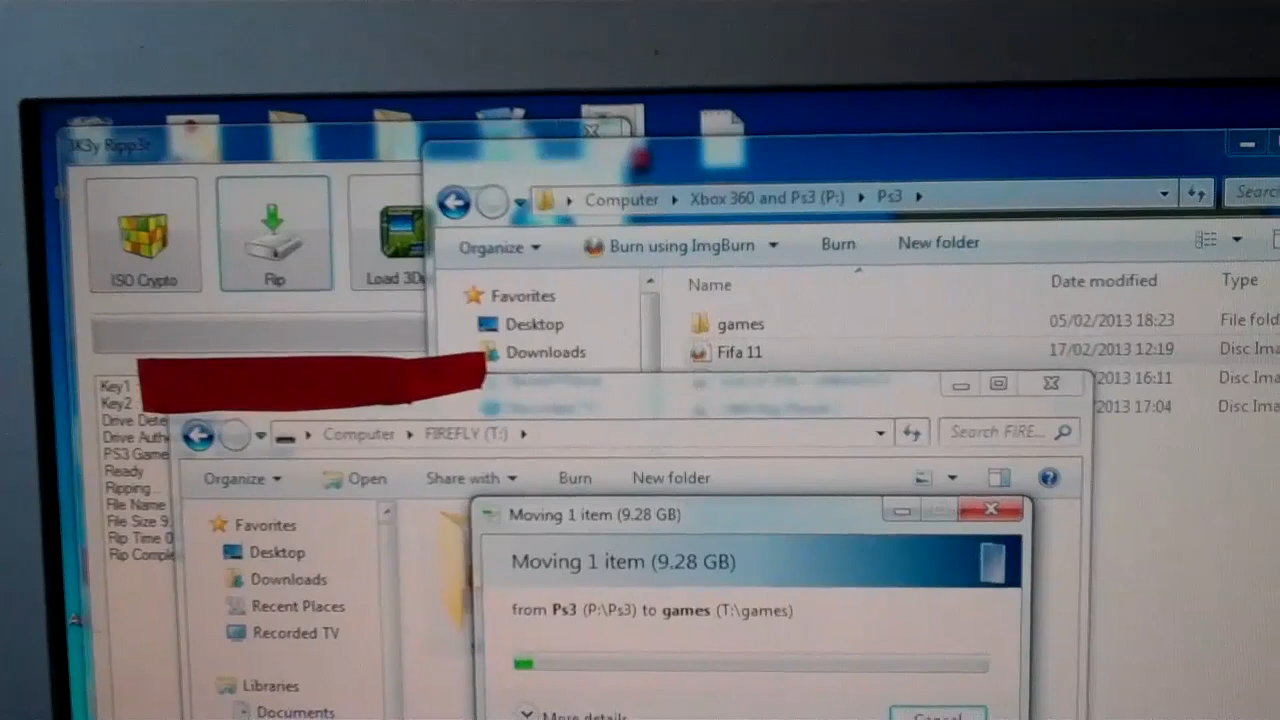 3K3y Ripp3r
ISO Crypto
Rip
Load 3D
Computer Xbox 360 and Ps3 (P:) Ps3
Searc
Organize Burn using ImgBurn Burn New folder
Favorites
Desktop
Downloads
Name Date modified Type
games 05/02/2013 18:23 File fold
Fifa 11 17/02/2013 12:19 Disc Ima
/2013 16:11 Disc Ima
/2013 17:04 Disc Ima
Key1
Key2
Drive Dete
Drive Auth
PS3 Game
Ready
Ripping...
File Name
File Size 9.
Rip Time 0
Rip Comple
Computer FIREFLY (T:)
Search FIRE...
Organize Open Share with Burn New folder
Favorites
Desktop
Downloads
Recent Places
Recorded TV
Libraries
Documents
Moving 1 item (9.28 GB)
Moving 1 item (9.28 GB)
from Ps3 (P:\Ps3) to games (T:\games)
More details
Cancel